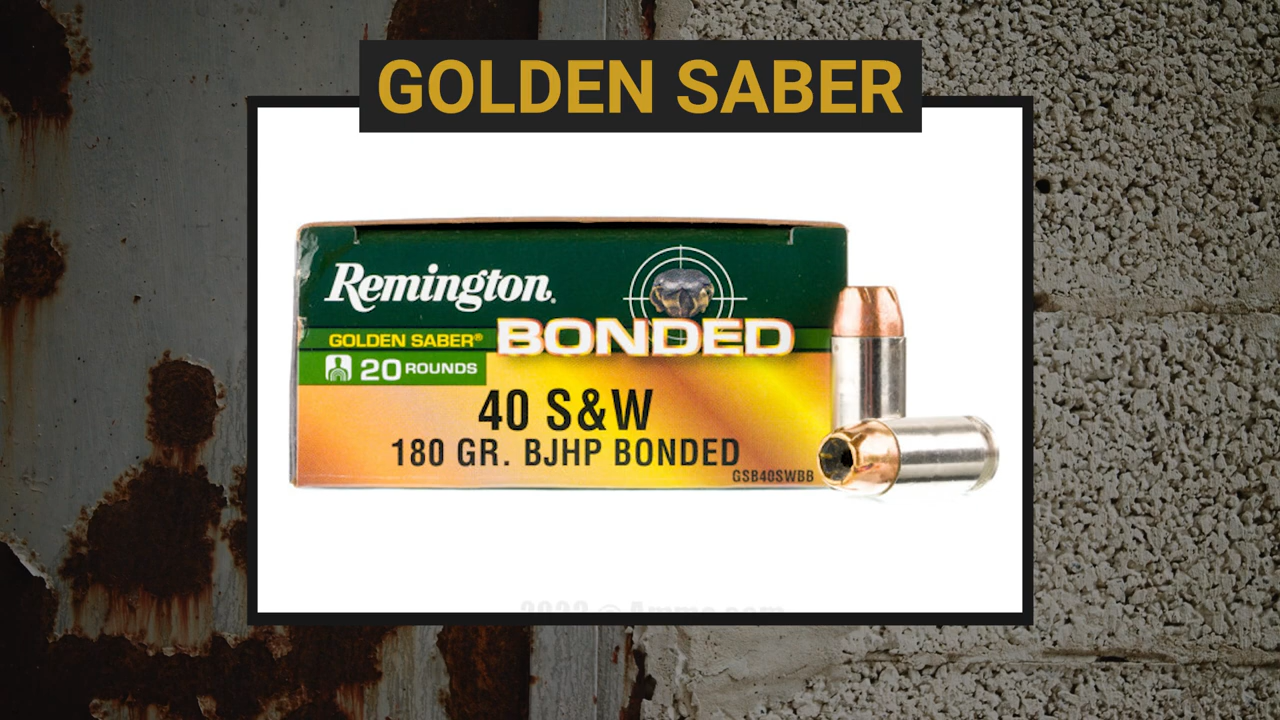 GOLDEN SABER
Remington.
GOLDEN SABER® BONDED
20 ROUNDS
40 S&W
180 GR. BJHP BONDED
GSB40SWBB